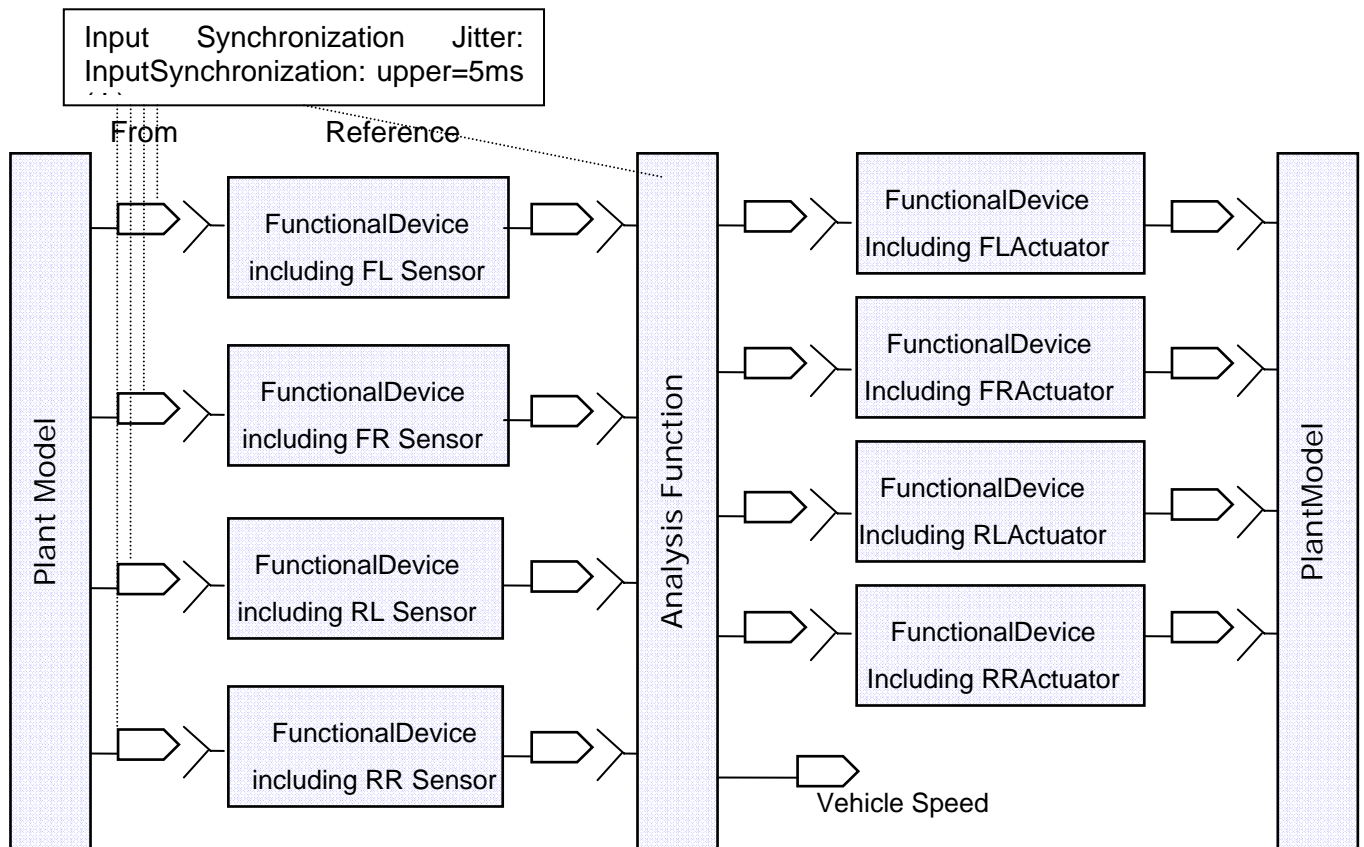 Input Synchronization Jitter:
InputSynchronization: upper=5ms
From
Reference
Plant Model
FunctionalDevice
including FL Sensor
FunctionalDevice
including FR Sensor
FunctionalDevice
including RL Sensor
FunctionalDevice
including RR Sensor
Analysis Function
FunctionalDevice
Including FLActuator
FunctionalDevice
Including FRActuator
FunctionalDevice
Including RLActuator
FunctionalDevice
Including RRActuator
Vehicle Speed
PlantModel